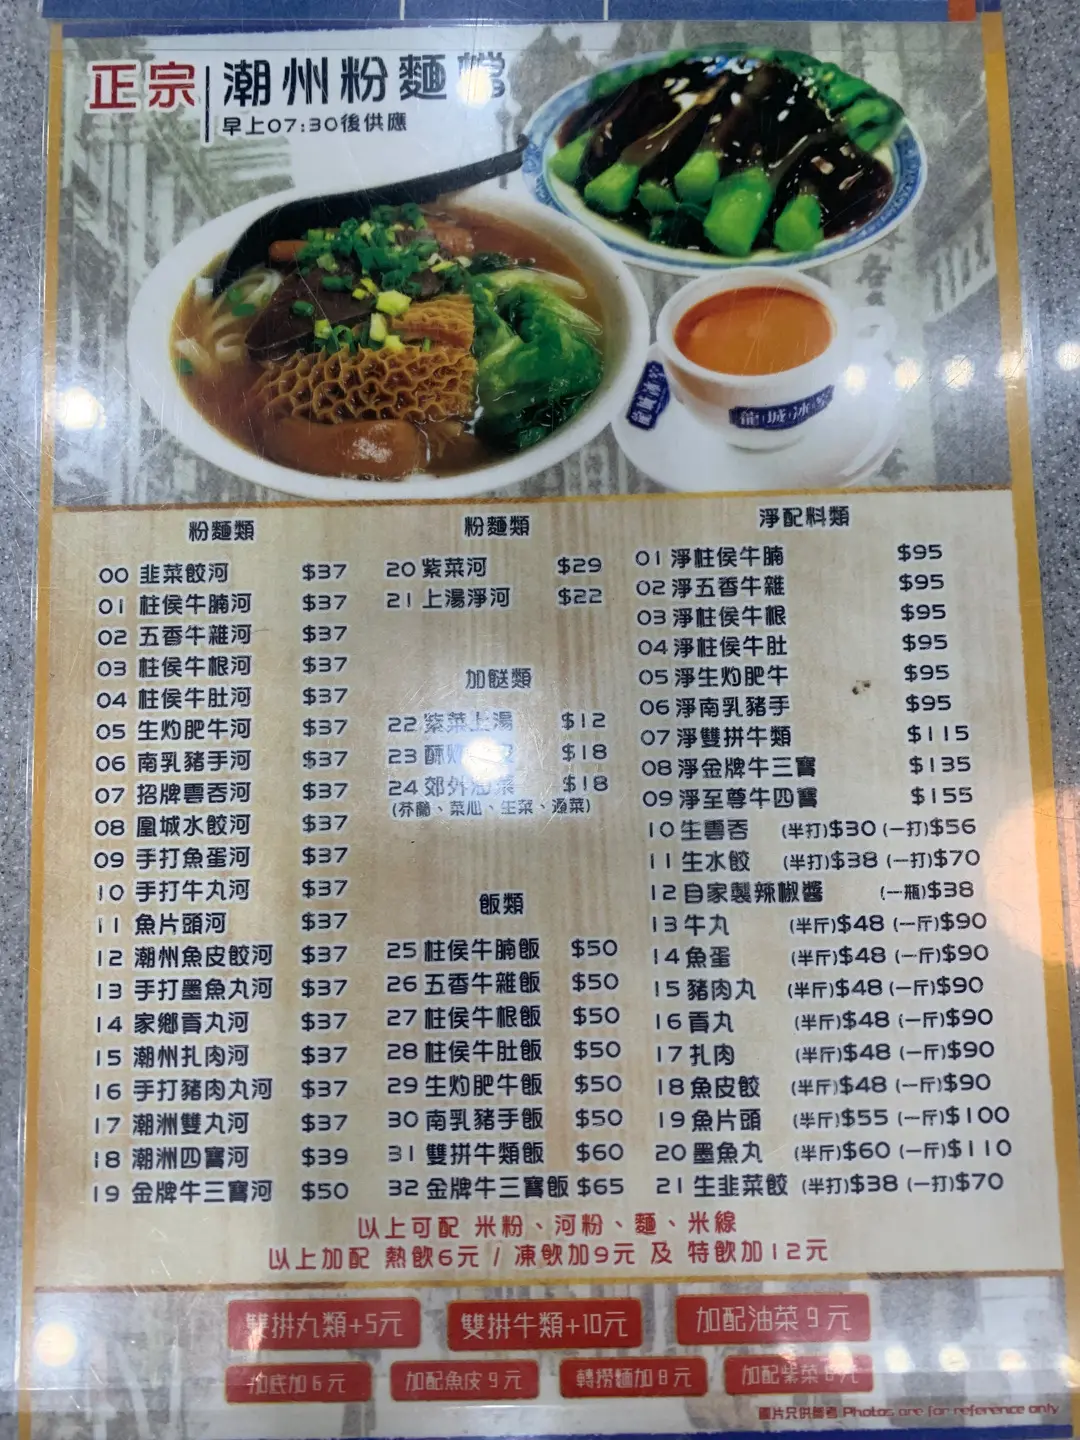 正宗 潮州粉麵檔
早上07:30後供應
龍城冰室
粉麵類
00 韭菜餃河 $37
01 柱侯牛腩河 $37
02 五香牛雜河 $37
03 柱侯牛根河 $37
04 柱侯牛肚河 $37
05 生灼肥牛河 $37
06 南乳豬手河 $37
07 招牌雲吞河 $37
08 凰城水餃河 $37
09 手打魚蛋河 $37
10 手打牛丸河 $37
11 魚片頭河 $37
12 潮州魚皮餃河 $37
13 手打墨魚丸河 $37
14 家鄉貢丸河 $37
15 潮州扎肉河 $37
16 手打豬肉丸河 $37
17 潮洲雙丸河 $37
18 潮洲四寶河 $39
19 金牌牛三寶河 $50
粉麵類
20 紫菜河 $29
21 上湯淨河 $22
加餸類
22 紫菜上湯 $12
23 酥炸 $18
24 郊外油菜 $18
(芥蘭、菜心、生菜、通菜)
飯類
25 柱侯牛腩飯 $50
26 五香牛雜飯 $50
27 柱侯牛根飯 $50
28 柱侯牛肚飯 $50
29 生灼肥牛飯 $50
30 南乳豬手飯 $50
31 雙拼牛類飯 $60
32 金牌牛三寶飯 $65
淨配料類
01 淨柱侯牛腩 $95
02 淨五香牛雜 $95
03 淨柱侯牛根 $95
04 淨柱侯牛肚 $95
05 淨生灼肥牛 $95
06 淨南乳豬手 $95
07 淨雙拼牛類 $115
08 淨金牌牛三寶 $135
09 淨至尊牛四寶 $155
10 生雲吞 (半打)$30 (一打)$56
11 生水餃 (半打)$38 (一打)$70
12 自家製辣椒醬 (一瓶)$38
13 牛丸 (半斤)$48 (一斤)$90
14 魚蛋 (半斤)$48 (一斤)$90
15 豬肉丸 (半斤)$48 (一斤)$90
16 貢丸 (半斤)$48 (一斤)$90
17 扎肉 (半斤)$48 (一斤)$90
18 魚皮餃 (半斤)$48 (一斤)$90
19 魚片頭 (半斤)$55 (一斤)$100
20 墨魚丸 (半斤)$60 (一斤)$110
21 生韭菜餃 (半打)$38 (一打)$70
以上可配 米粉、河粉、麵、米線
以上加配 熱飲6元 / 凍飲加9元 及 特飲加12元
雙拼丸類+5元
雙拼牛類+10元
加配油菜 9 元
加底加 6 元
加配魚皮 9 元
轉撈麵加 8 元
加配紫菜 元
圖片只供參考 Photos are for reference only